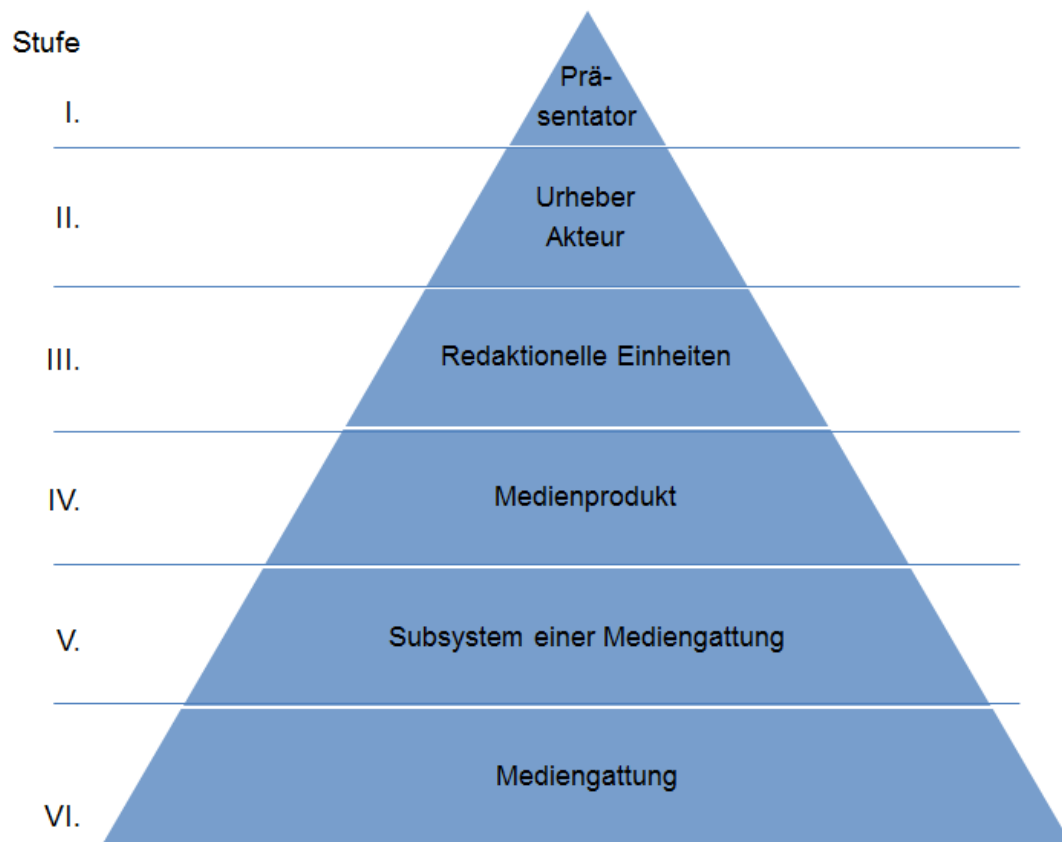 Stufe
I.
Prä-
sentator
II.
Urheber
Akteur
III.
Redaktionelle Einheiten
IV.
Medienprodukt
V.
Subsystem einer Mediengattung
VI.
Mediengattung